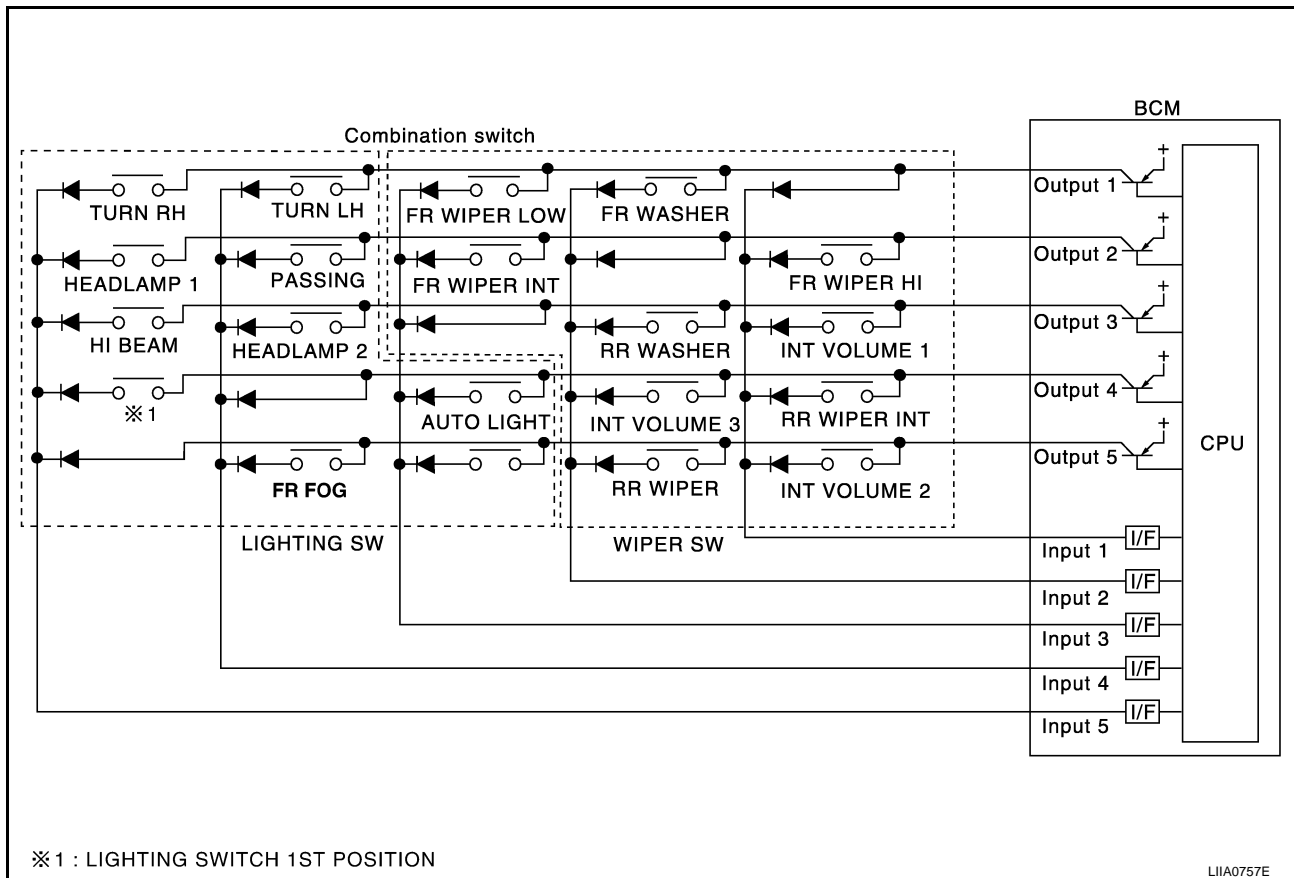 BCM
Combination switch
Output 1
+
TURN RH
TURN LH
FR WIPER LOW
FR WASHER
Output 2
+
HEADLAMP 1
PASSING
FR WIPER INT
FR WIPER HI
Output 3
+
HI BEAM
HEADLAMP 2
RR WASHER
INT VOLUME 1
Output 4
+
※1
AUTO LIGHT
INT VOLUME 3
RR WIPER INT
Output 5
+
CPU
FR FOG
RR WIPER
INT VOLUME 2
LIGHTING SW
WIPER SW
Input 1
I/F
Input 2
I/F
Input 3
I/F
Input 4
I/F
Input 5
I/F
※1 : LIGHTING SWITCH 1ST POSITION
LIIA0757E